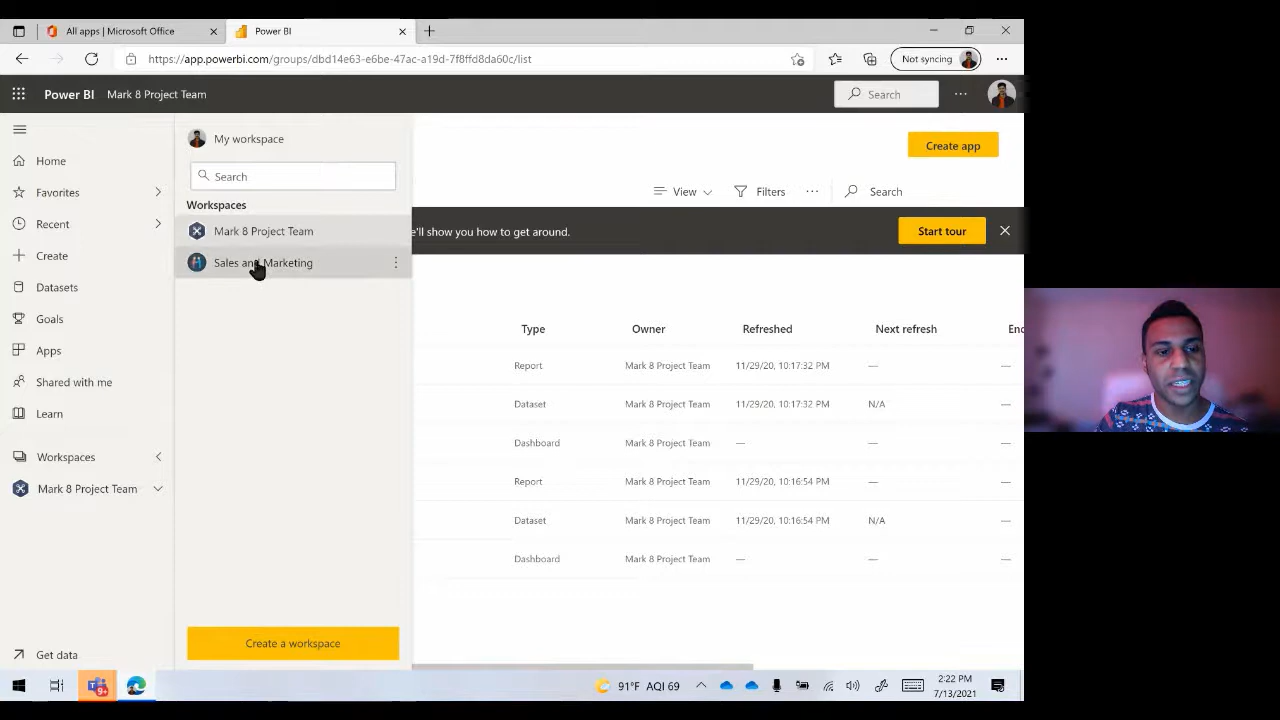 All apps | Microsoft Office
Power BI
https://app.powerbi.com/groups/dbd14e63-e6be-47ac-a19d-7f8ffd8da60c/list
Not syncing
Power BI Mark 8 Project Team
Search
My workspace
Create app
Home
Search
Favorites
View
Filters
Search
Workspaces
Recent
Mark 8 Project Team
e'll show you how to get around.
Start tour
Create
Sales and Marketing
Datasets
Goals
Type Owner Refreshed Next refresh
Apps
Report Mark 8 Project Team 11/29/20, 10:17:32 PM —  —
Shared with me
Dataset Mark 8 Project Team 11/29/20, 10:17:32 PM N/A —
Learn
Dashboard Mark 8 Project Team — — —
Workspaces
Report Mark 8 Project Team 11/29/20, 10:16:54 PM — —
Mark 8 Project Team
Dataset Mark 8 Project Team 11/29/20, 10:16:54 PM N/A —
Dashboard Mark 8 Project Team — — —
Create a workspace
Get data
9+
91°F AQI 69
2:22 PM
7/13/2021